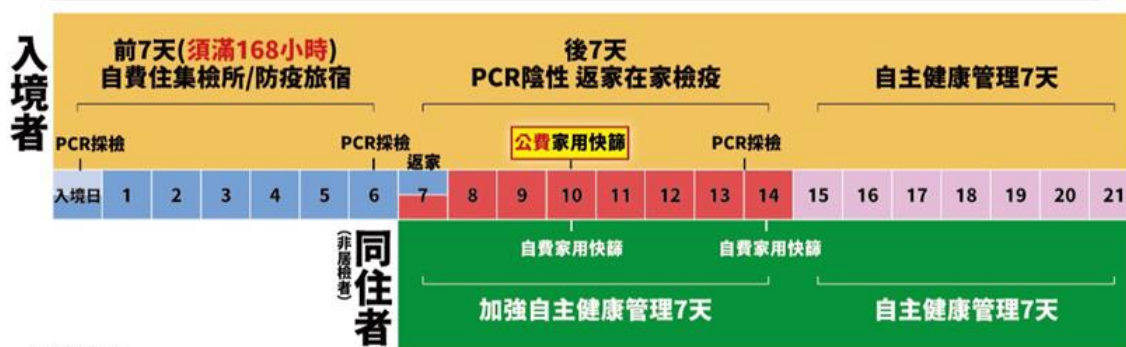 入境者
前7天(須滿168小時)
自費住集檢所/防疫旅宿
後7天
PCR陰性 返家在家檢疫
自主健康管理7天
PCR採檢
PCR採檢
返家
公費家用快篩
PCR採檢
入境日 1 2 3 4 5 6 7 8 9 10 11 12 13 14 15 16 17 18 19 20 21
同住者
(非居檢者)
自費家用快篩
自費家用快篩
加強自主健康管理7天
自主健康管理7天